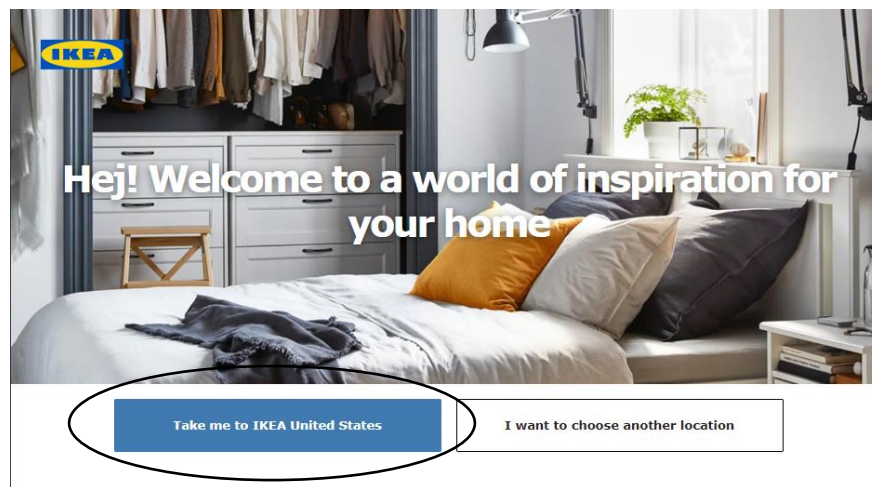 IKEA
Hej! Welcome to a world of inspiration for
your home
Take me to IKEA United States
I want to choose another location